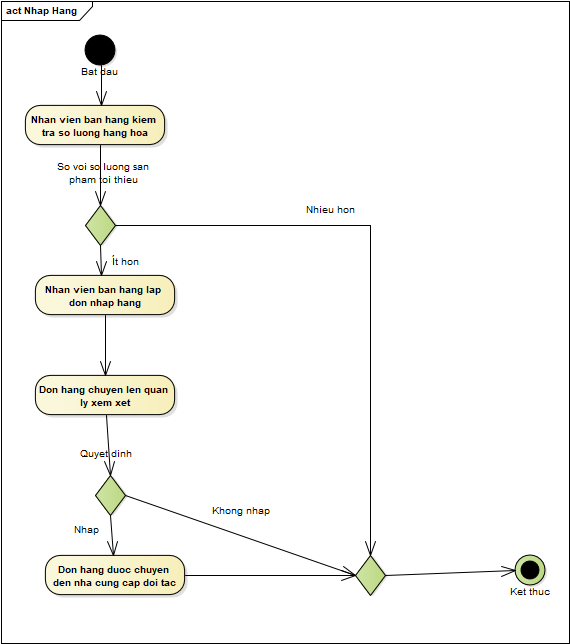 act Nhap Hang
Bat dau
Nhan vien ban hang kiem
tra so luong hang hoa
So voi so luong san
pham toi thieu
Nhieu hon
Ít hon
Nhan vien ban hang lap
don nhap hang
Don hang chuyen len quan
ly xem xet
Quyet dinh
Khong nhap
Nhap
Don hang duoc chuyen
den nha cung cap doi tac
Ket thuc